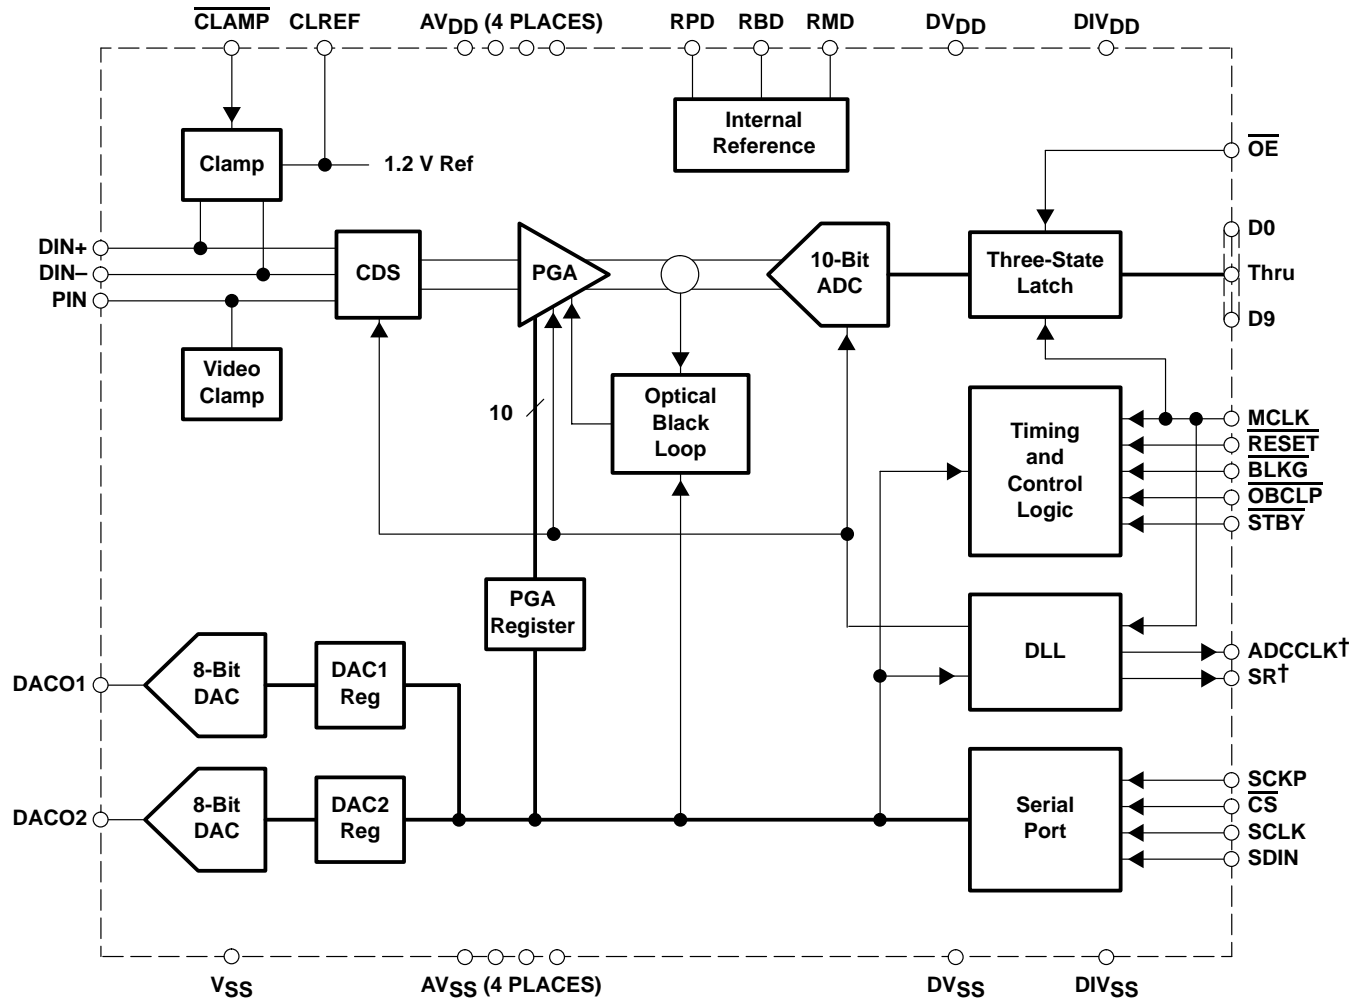 CLAMP CLREF AVDD (4 PLACES) RPD RBD RMD DVDD DIVDD
Internal
Reference
Clamp
1.2 V Ref
OE
DIN+
DIN–
PIN
CDS
PGA
10-Bit
ADC
Three-State
Latch
D0
Thru
D9
Video
Clamp
10
Optical
Black
Loop
Timing
and
Control
Logic
MCLK
RESET
BLKG
OBCLP
STBY
PGA
Register
DLL
ADCCLK†
SR†
DACO1
8-Bit
DAC
DAC1
Reg
DACO2
8-Bit
DAC
DAC2
Reg
Serial
Port
SCKP
CS
SCLK
SDIN
VSS AVSS (4 PLACES) DVSS DIVSS